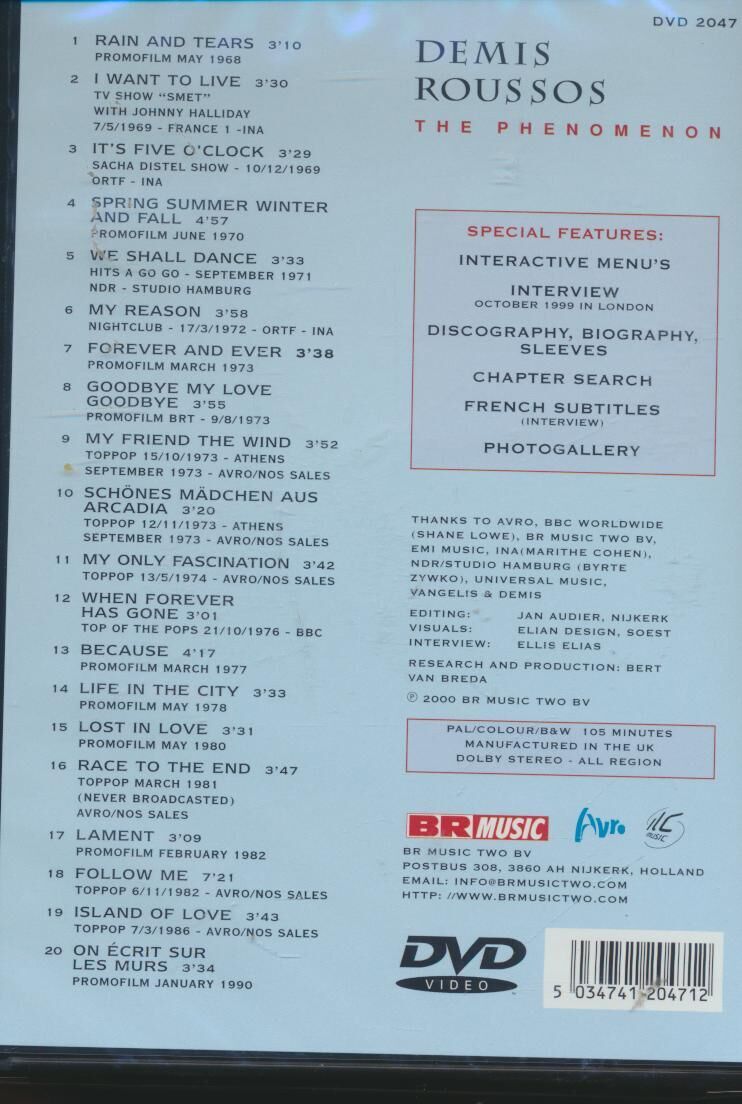 DVD 2047
1 RAIN AND TEARS 3'10
PROMOFILM MAY 1968
2 I WANT TO LIVE 3'30
TV SHOW "SMET"
WITH JOHNNY HALLIDAY
7/5/1969 - FRANCE 1 -INA
3 IT'S FIVE O'CLOCK 3'29
SACHA DISTEL SHOW - 10/12/1969
ORTF - INA
4 SPRING SUMMER WINTER
AND FALL 4'57
PROMOFILM JUNE 1970
5 WE SHALL DANCE 3'33
HITS A GO GO - SEPTEMBER 1971
NDR - STUDIO HAMBURG
6 MY REASON 3'58
NIGHTCLUB - 17/3/1972 - ORTF - INA
7 FOREVER AND EVER 3'38
PROMOFILM MARCH 1973
8 GOODBYE MY LOVE
GOODBYE 3'55
PROMOFILM BRT - 9/8/1973
9 MY FRIEND THE WIND 3'52
TOPPOP 15/10/1973 - ATHENS
SEPTEMBER 1973 - AVRO/NOS SALES
10 SCHÖNES MÄDCHEN AUS
ARCADIA 3'20
TOPPOP 12/11/1973 - ATHENS
SEPTEMBER 1973 - AVRO/NOS SALES
11 MY ONLY FASCINATION 3'42
TOPPOP 13/5/1974 - AVRO/NOS SALES
12 WHEN FOREVER
HAS GONE 3'01
TOP OF THE POPS 21/10/1976 - BBC
13 BECAUSE 4'17
PROMOFILM MARCH 1977
14 LIFE IN THE CITY 3'33
PROMOFILM MAY 1978
15 LOST IN LOVE 3'31
PROMOFILM MAY 1980
16 RACE TO THE END 3'47
TOPPOP MARCH 1981
(NEVER BROADCASTED)
AVRO/NOS SALES
17 LAMENT 3'09
PROMOFILM FEBRUARY 1982
18 FOLLOW ME 7'21
TOPPOP 6/11/1982 - AVRO/NOS SALES
19 ISLAND OF LOVE 3'43
TOPPOP 7/3/1986 - AVRO/NOS SALES
20 ON ÉCRIT SUR
LES MURS 3'34
PROMOFILM JANUARY 1990
DEMIS
ROUSSOS
THE PHENOMENON
SPECIAL FEATURES:
INTERACTIVE MENU'S
INTERVIEW
OCTOBER 1999 IN LONDON
DISCOGRAPHY, BIOGRAPHY,
SLEEVES
CHAPTER SEARCH
FRENCH SUBTITLES
(INTERVIEW)
PHOTOGALLERY
THANKS TO AVRO, BBC WORLDWIDE
(SHANE LOWE), BR MUSIC TWO BV,
EMI MUSIC, INA(MARITHE COHEN),
NDR/STUDIO HAMBURG (BYRTE
ZYWKO), UNIVERSAL MUSIC,
VANGELIS & DEMIS
EDITING: JAN AUDIER, NIJKERK
VISUALS: ELIAN DESIGN, SOEST
INTERVIEW: ELLIS ELIAS
RESEARCH AND PRODUCTION: BERT
VAN BREDA
℗ 2000 BR MUSIC TWO BV
PAL/COLOUR/B&W 105 MINUTES
MANUFACTURED IN THE UK
DOLBY STEREO - ALL REGION
BR MUSIC
Avro
MUSIC
BR MUSIC TWO BV
POSTBUS 308, 3860 AH NIJKERK, HOLLAND
EMAIL: INFO@BRMUSICTWO.COM
HTTP: //WWW.BRMUSICTWO.COM
DVD
VIDEO
5 034741 204712